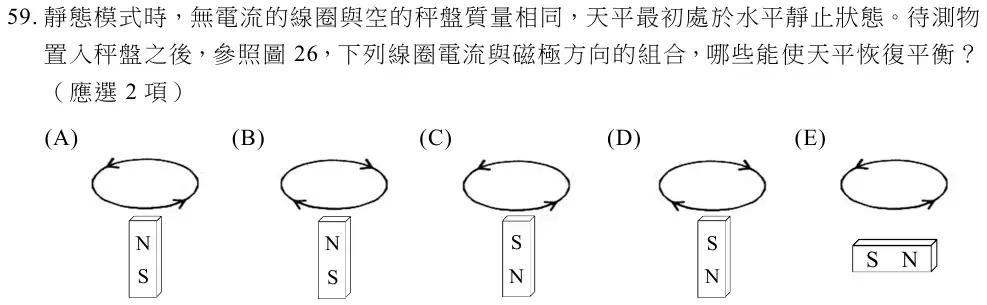 59. 靜態模式時，無電流的線圈與空的秤盤質量相同，天平最初處於水平靜止狀態。待測物
置入秤盤之後，參照圖 26，下列線圈電流與磁極方向的組合，哪些能使天平恢復平衡？
（應選 2 項）
(A) (B) (C) (D) (E)
N N S S
S S N N
S N